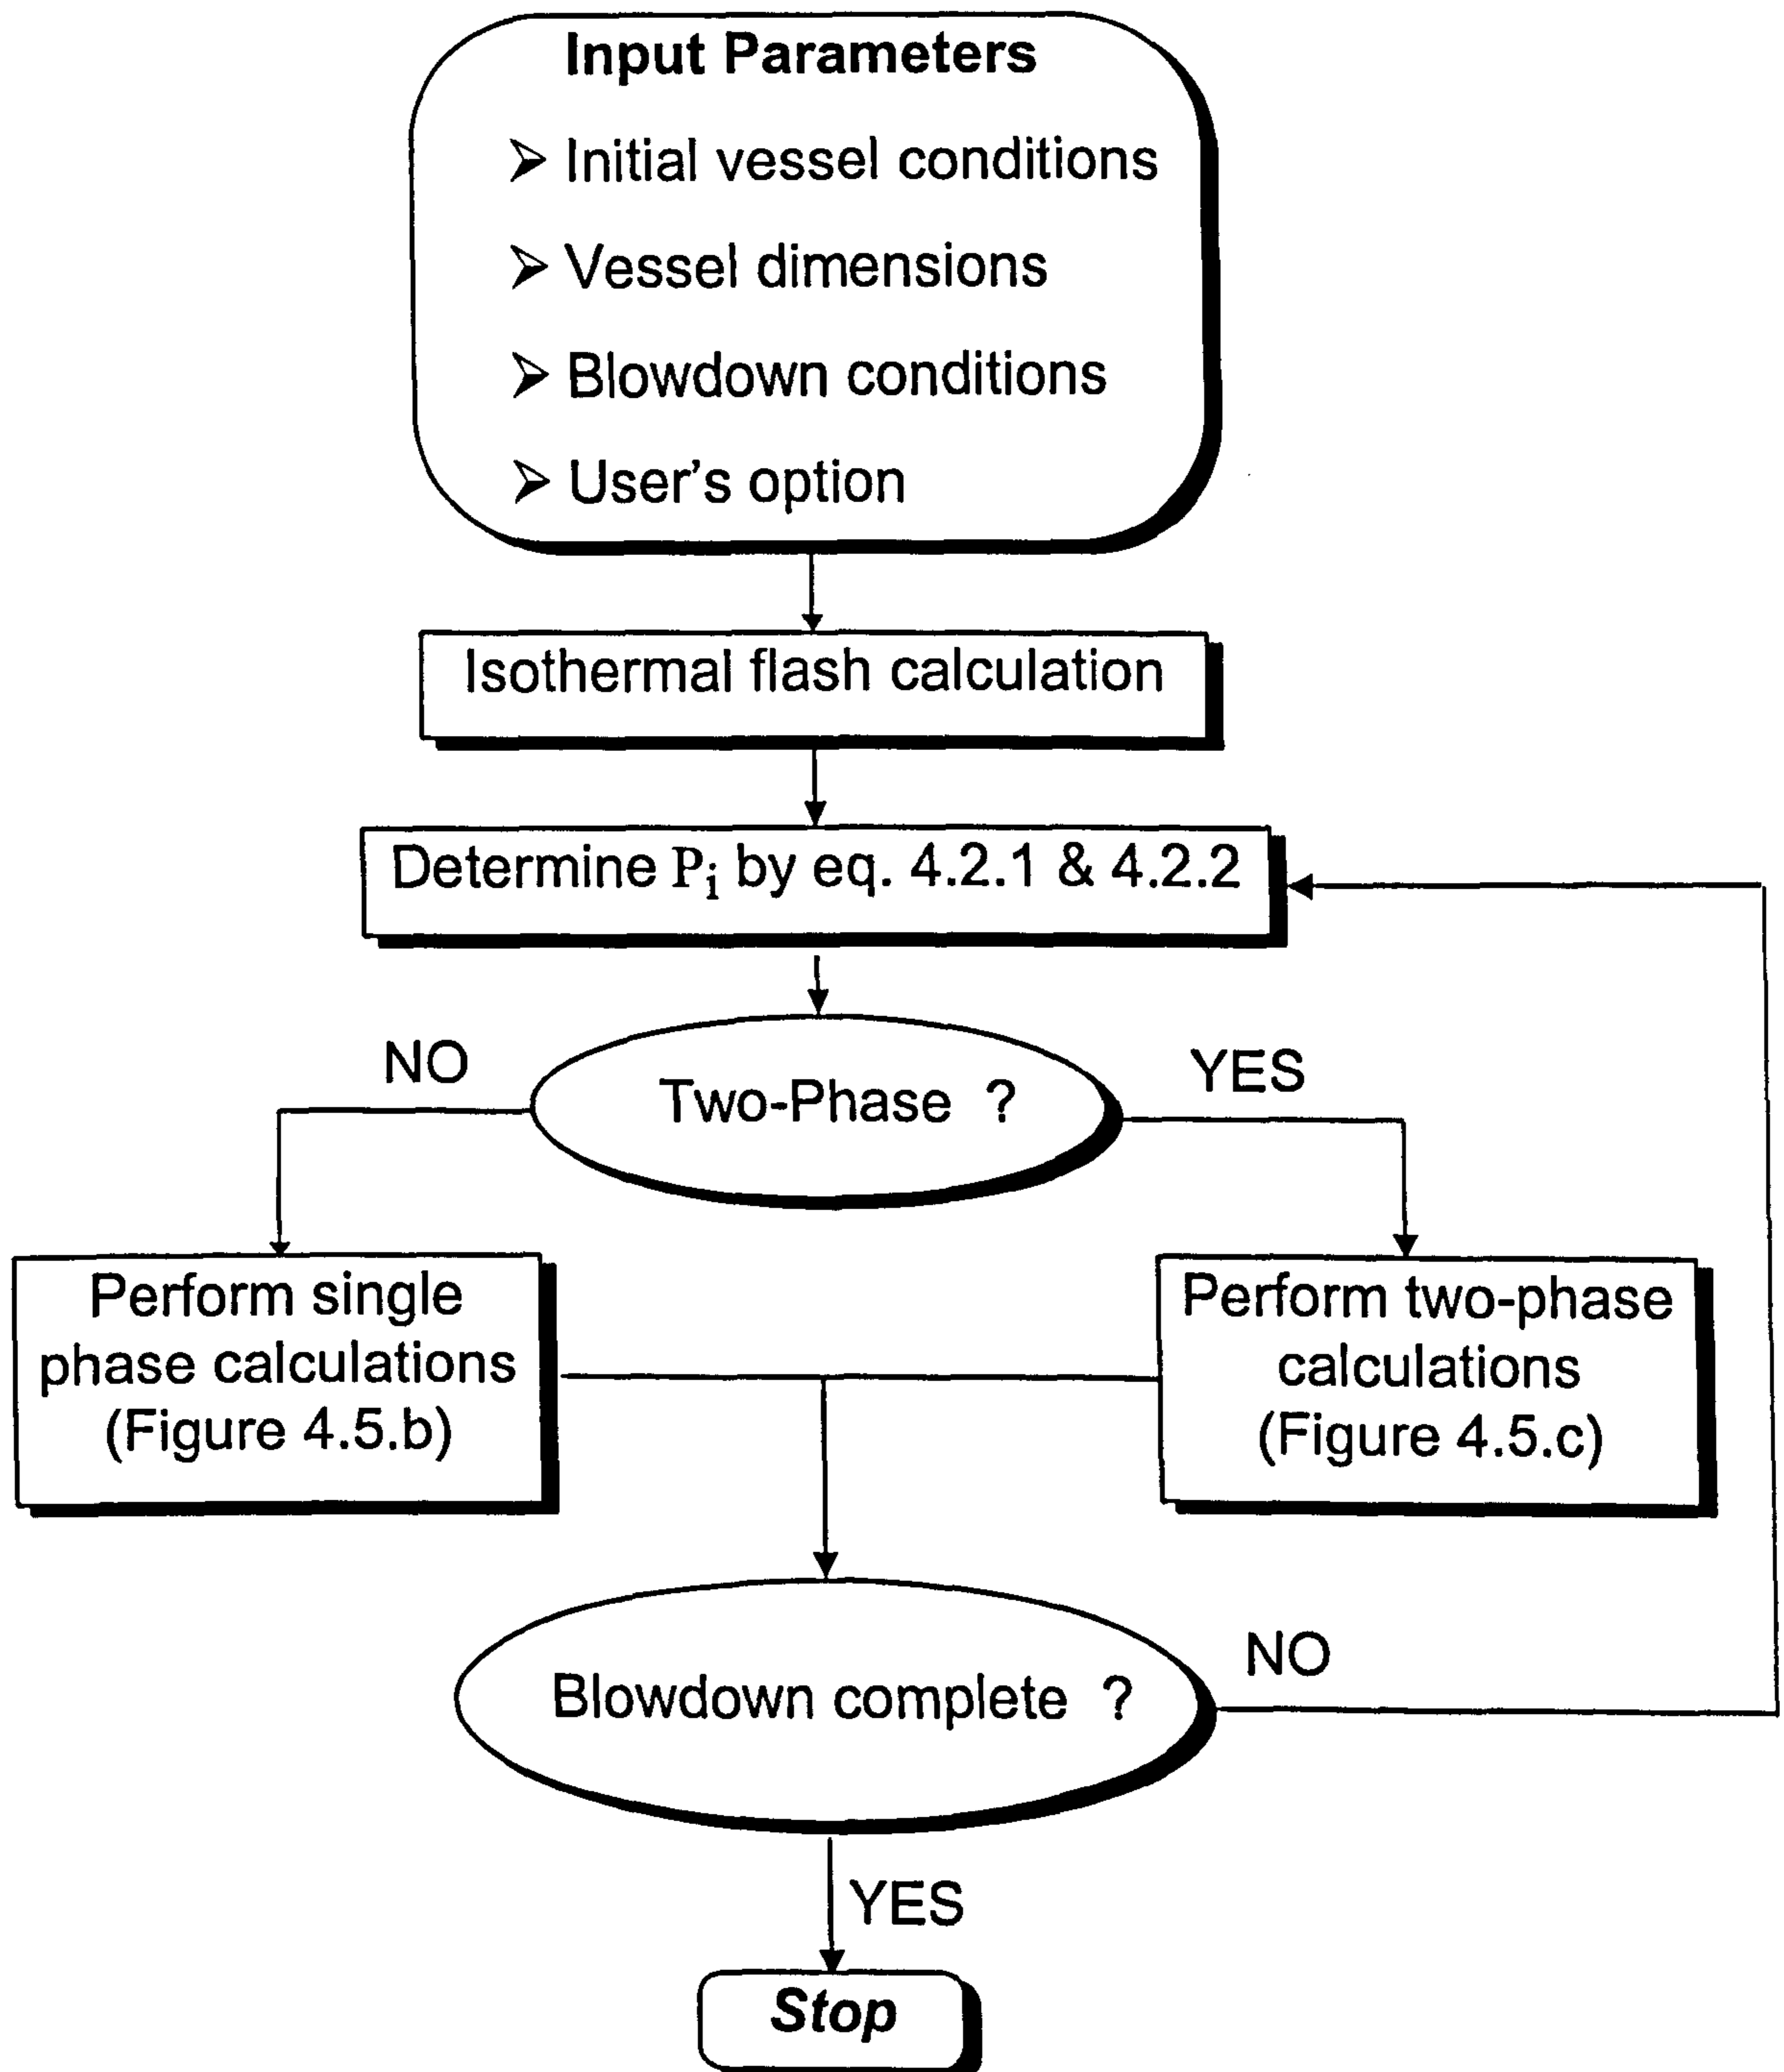 Input Parameters
➢ Initial vessel conditions
➢ Vessel dimensions
➢ Blowdown conditions
➢ User's option
Isothermal flash calculation
Determine Pi by eq. 4.2.1 & 4.2.2
NO
YES
Two-Phase ?
Perform single
phase calculations
(Figure 4.5.b)
Perform two-phase
calculations
(Figure 4.5.c)
Blowdown complete ?
NO
YES
Stop